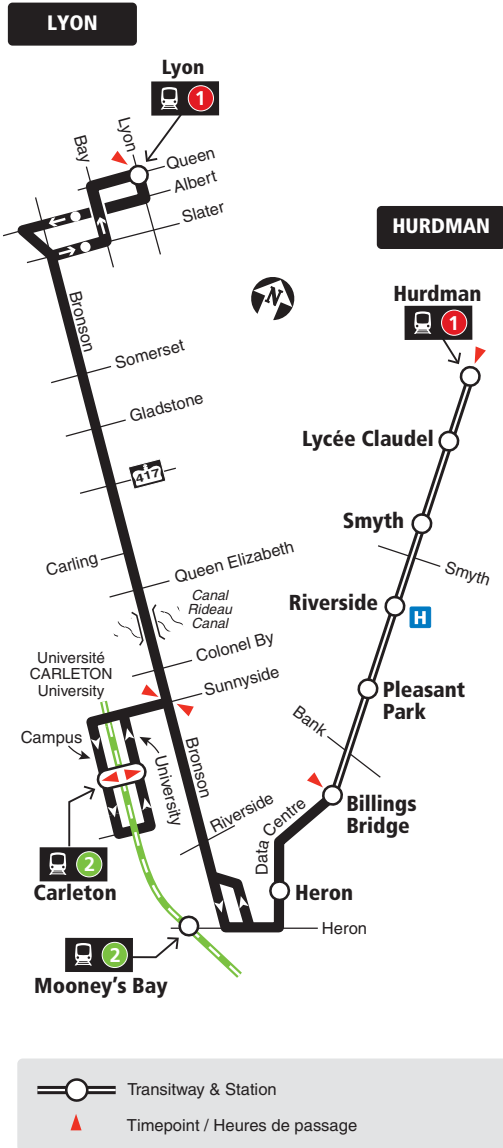 LYON
Lyon
1
Lyon
Bay
Queen
Albert
Slater
HURDMAN
Hurdman
1
N
Bronson
Somerset
Lycée Claudel
Gladstone
417
Smyth
Smyth
Carling
Queen Elizabeth
Canal
Rideau
Canal
Riverside
H
Colonel By
Université
CARLETON
University
Sunnyside
Pleasant
Park
Bank
Campus
University
Bronson
Riverside
Data Centre
Billings
Bridge
2
Carleton
Heron
Heron
2
Mooney's Bay
Transitway & Station
Timepoint / Heures de passage